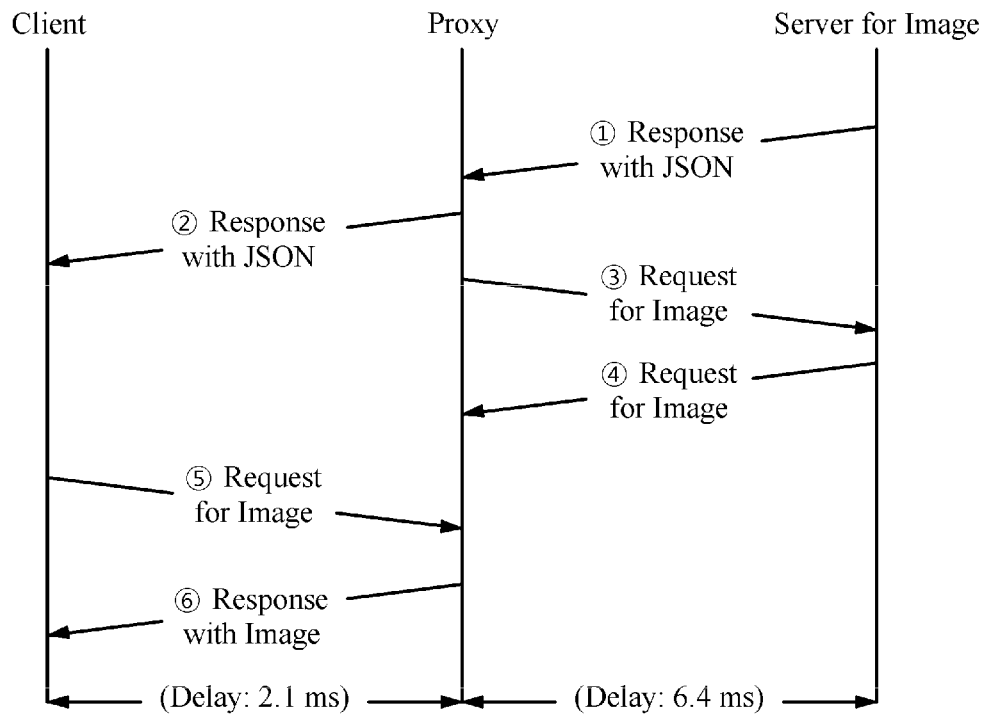 Client
Proxy
Server for Image
① Response
with JSON
② Response
with JSON
③ Request
for Image
④ Request
for Image
⑤ Request
for Image
⑥ Response
with Image
(Delay: 2.1 ms)
(Delay: 6.4 ms)